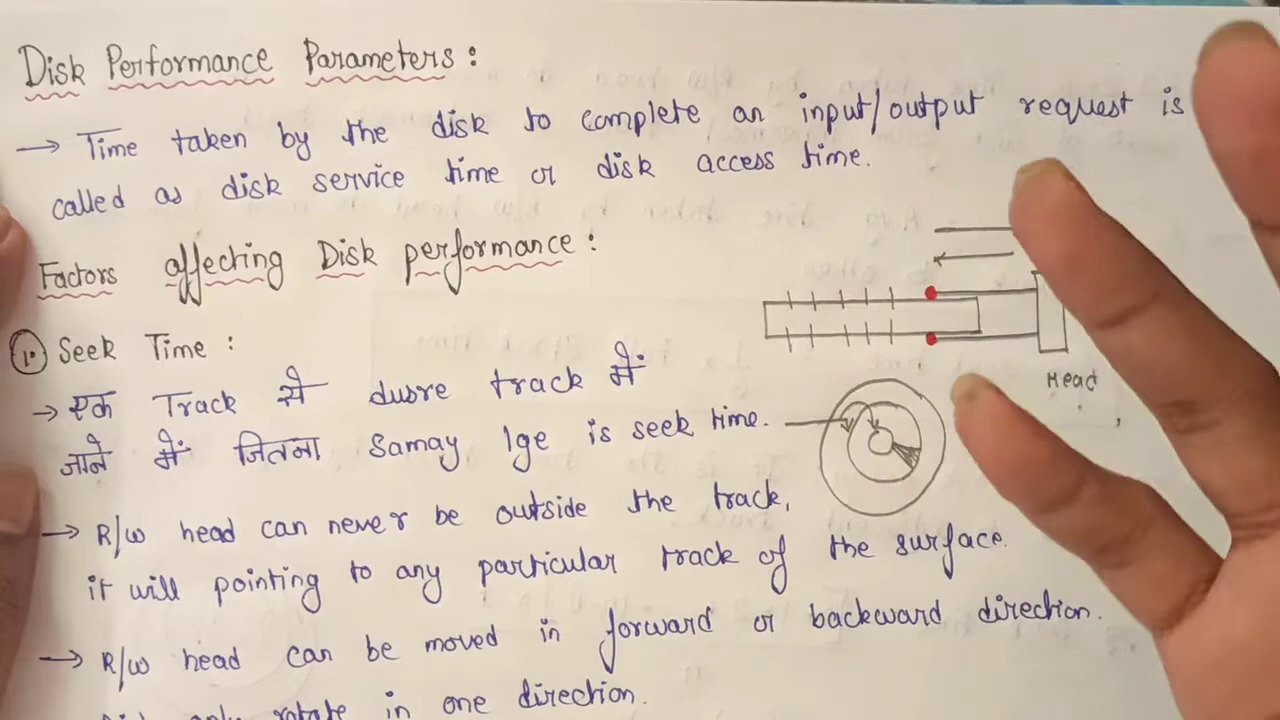 Disk Performance Parameters:
→ Time taken by the disk to complete an input/output request is
called as disk service time or disk access time.
Factors affecting Disk performance:
1. Seek Time:
→ एक Track से dusre track में
जाने में जितना samay lge is seek time.
Head
→ R/W head can never be outside the track,
it will pointing to any particular track of the surface.
→ R/W head can be moved in forward or backward direction.
only rotate in one direction.